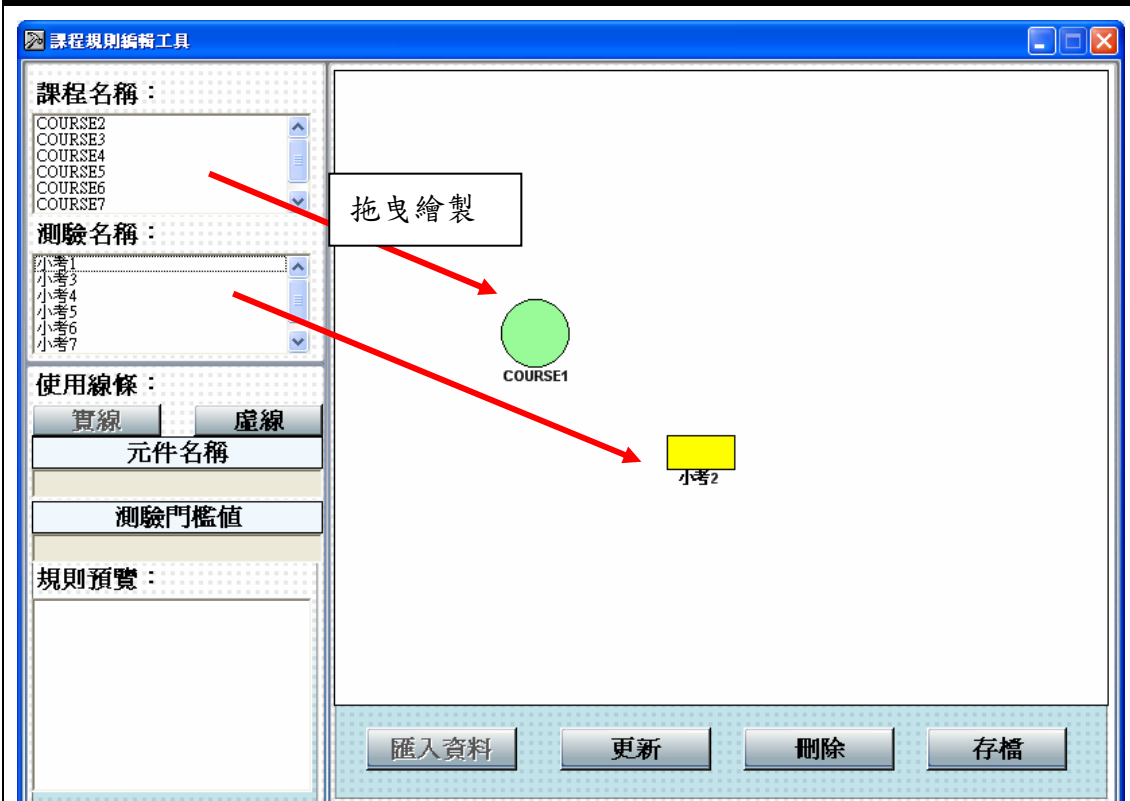 課程規則編輯工具
課程名稱：
COURSE2
COURSE3
COURSE4
COURSE5
COURSE6
COURSE7
測驗名稱：
小考1
小考3
小考4
小考5
小考6
小考7
使用線條：
實線 虛線
元件名稱
測驗門檻值
規則預覽：
拖曳繪製
COURSE1
小考2
匯入資料 更新 刪除 存檔